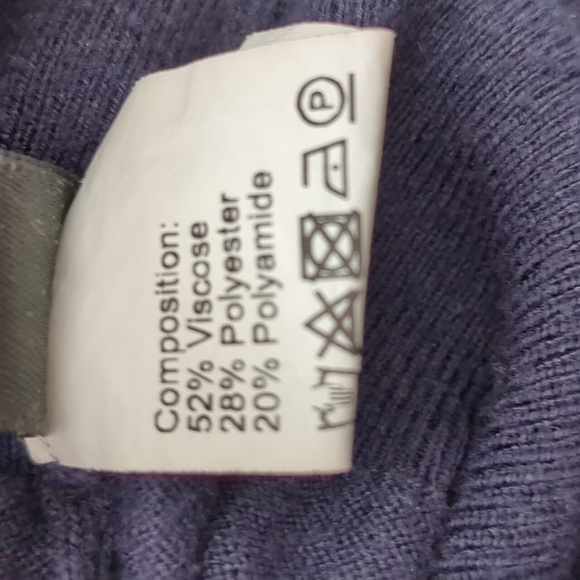 Composition:
52% Viscose
28% Polyester
20% Polyamide
P